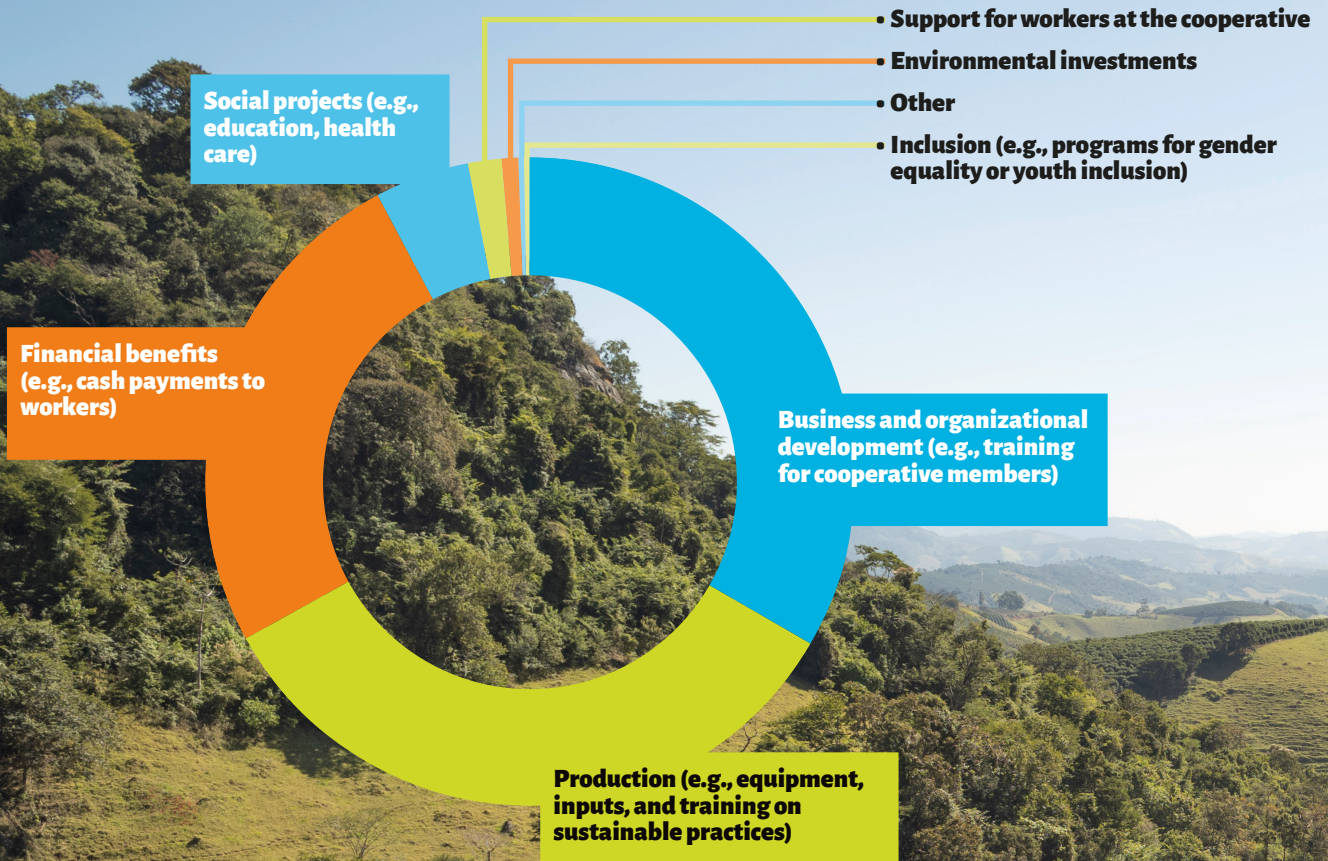 • Support for workers at the cooperative
• Environmental investments
• Other
• Inclusion (e.g., programs for gender
equality or youth inclusion)
Social projects (e.g.,
education, health
care)
Financial benefits
(e.g., cash payments to
workers)
Business and organizational
development (e.g., training
for cooperative members)
Production (e.g., equipment,
inputs, and training on
sustainable practices)